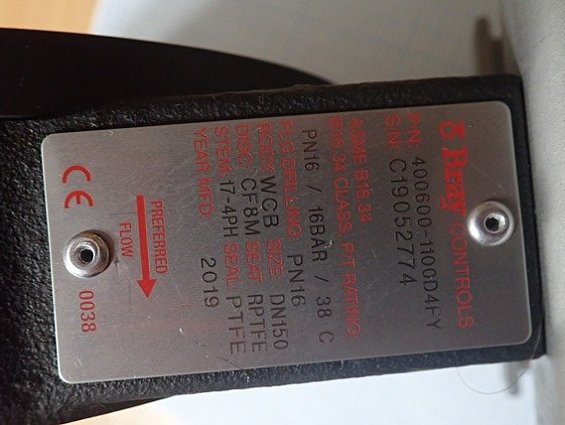 Bray CONTROLS
P/N: 400600-1100D4FY
S/N: C19052774
ASME B16.34
B16.34 CLASS, P/T RATING:
PN16 / 16BAR / 38 C
FLG DRILLING: PN16
BODY: WCB SIZE: DN150
DISC: CF8M SEAT: RPTFE
STEM: 17-4PH SEAL: PTFE
YEAR MFD: 2019
PREFERRED
FLOW
CE 0038